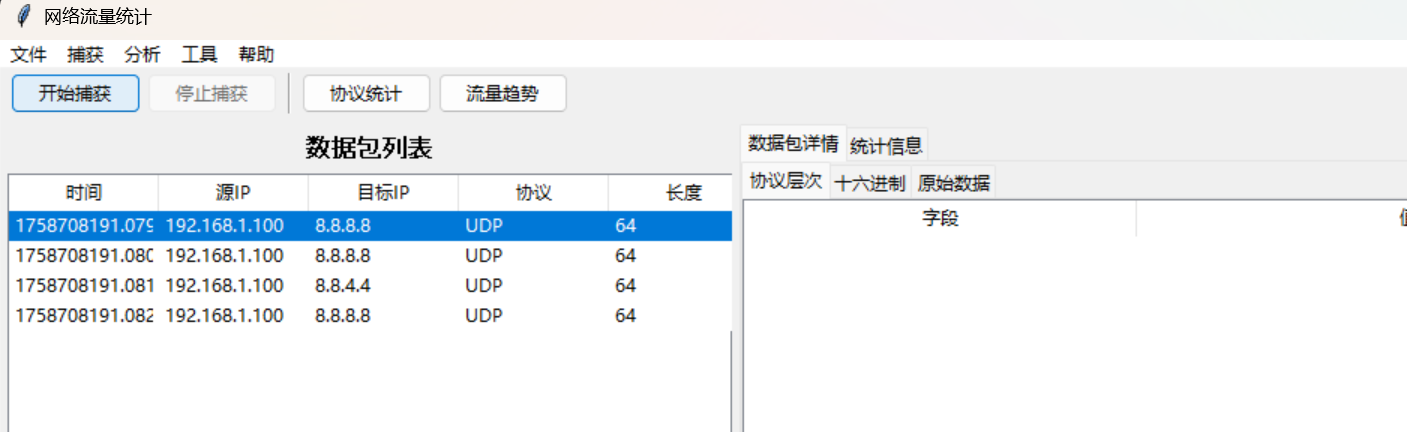 网络流量统计
文件 捕获 分析 工具 帮助
开始捕获 停止捕获 协议统计 流量趋势
数据包列表
数据包详情 统计信息
协议层次 十六进制 原始数据
时间 源IP 目标IP 协议 长度
字段
1758708191.079 192.168.1.100 8.8.8.8 UDP 64
1758708191.080 192.168.1.100 8.8.8.8 UDP 64
1758708191.081 192.168.1.100 8.8.4.4 UDP 64
1758708191.082 192.168.1.100 8.8.8.8 UDP 64